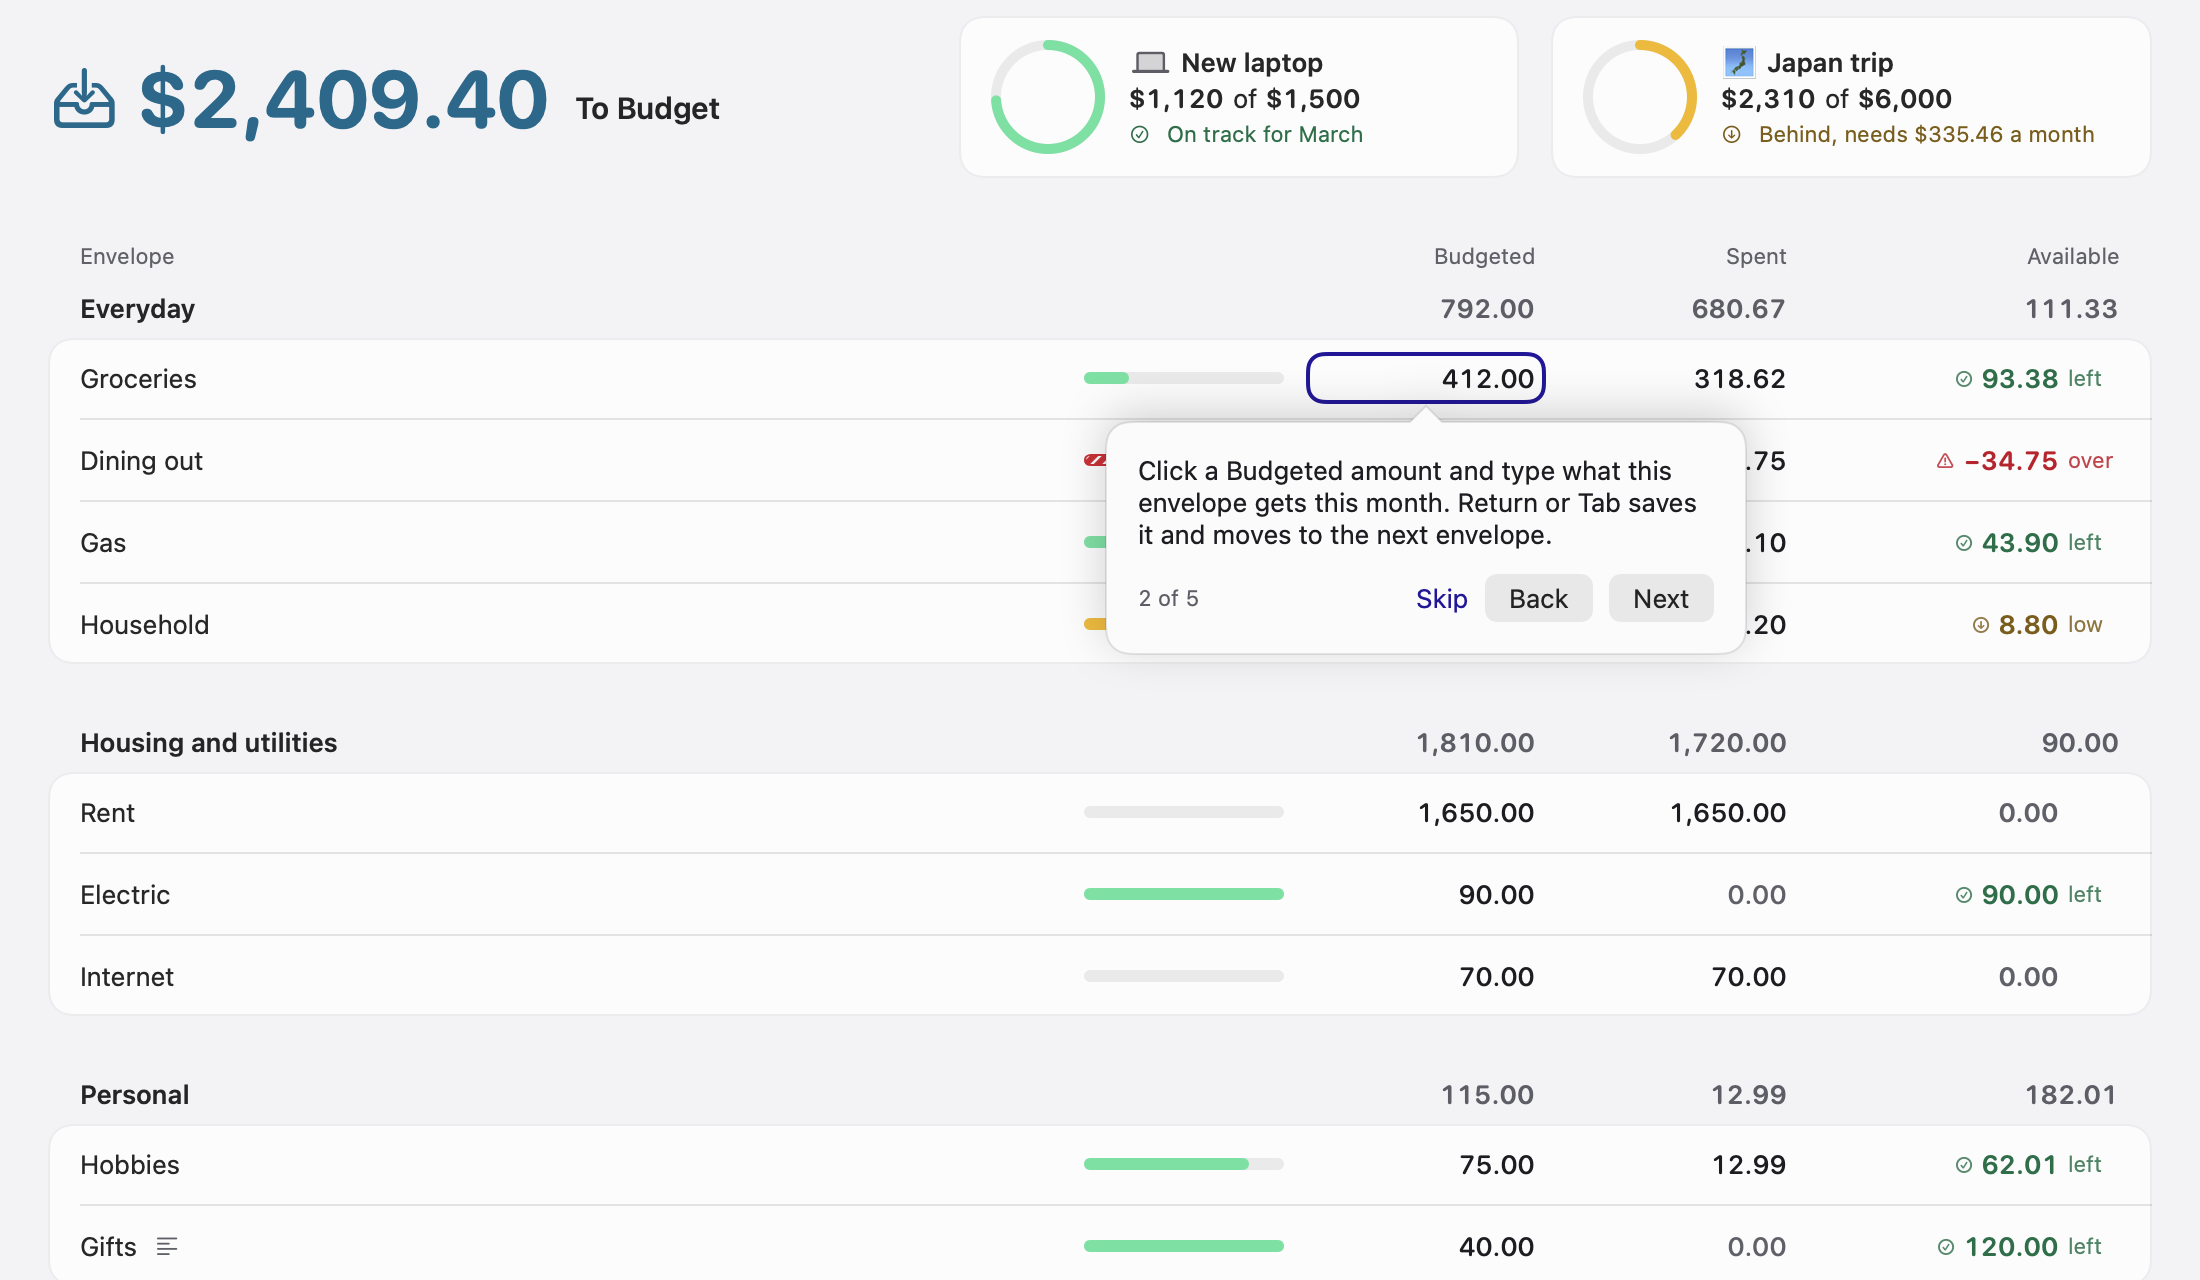 $2,409.40 To Budget
New laptop
$1,120 of $1,500
On track for March
Japan trip
$2,310 of $6,000
Behind, needs $335.46 a month
Envelope Budgeted Spent Available
Everyday 792.00 680.67 111.33
Groceries 412.00 318.62 93.38 left
Dining out .75 −34.75 over
Gas .10 43.90 left
Household .20 8.80 low
Click a Budgeted amount and type what this
envelope gets this month. Return or Tab saves
it and moves to the next envelope.
2 of 5 Skip Back Next
Housing and utilities 1,810.00 1,720.00 90.00
Rent 1,650.00 1,650.00 0.00
Electric 90.00 0.00 90.00 left
Internet 70.00 70.00 0.00
Personal 115.00 12.99 182.01
Hobbies 75.00 12.99 62.01 left
Gifts 40.00 0.00 120.00 left